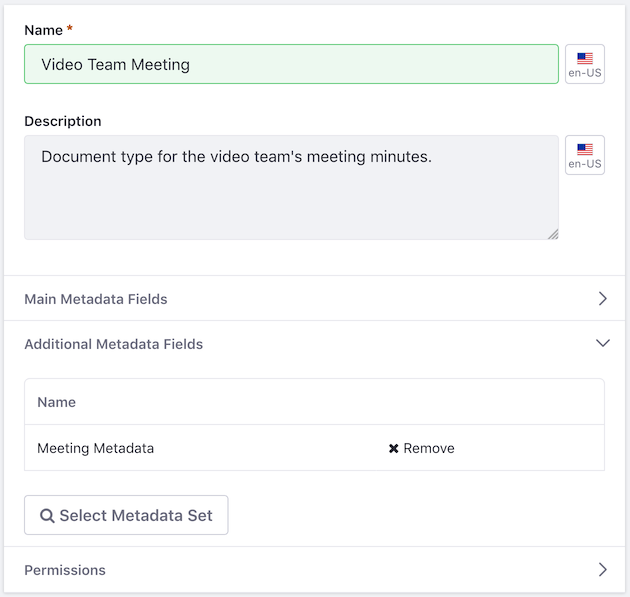 Name *
Video Team Meeting
en-US
Description
Document type for the video team's meeting minutes.
en-US
Main Metadata Fields
Additional Metadata Fields
Name
Meeting Metadata
Remove
Select Metadata Set
Permissions